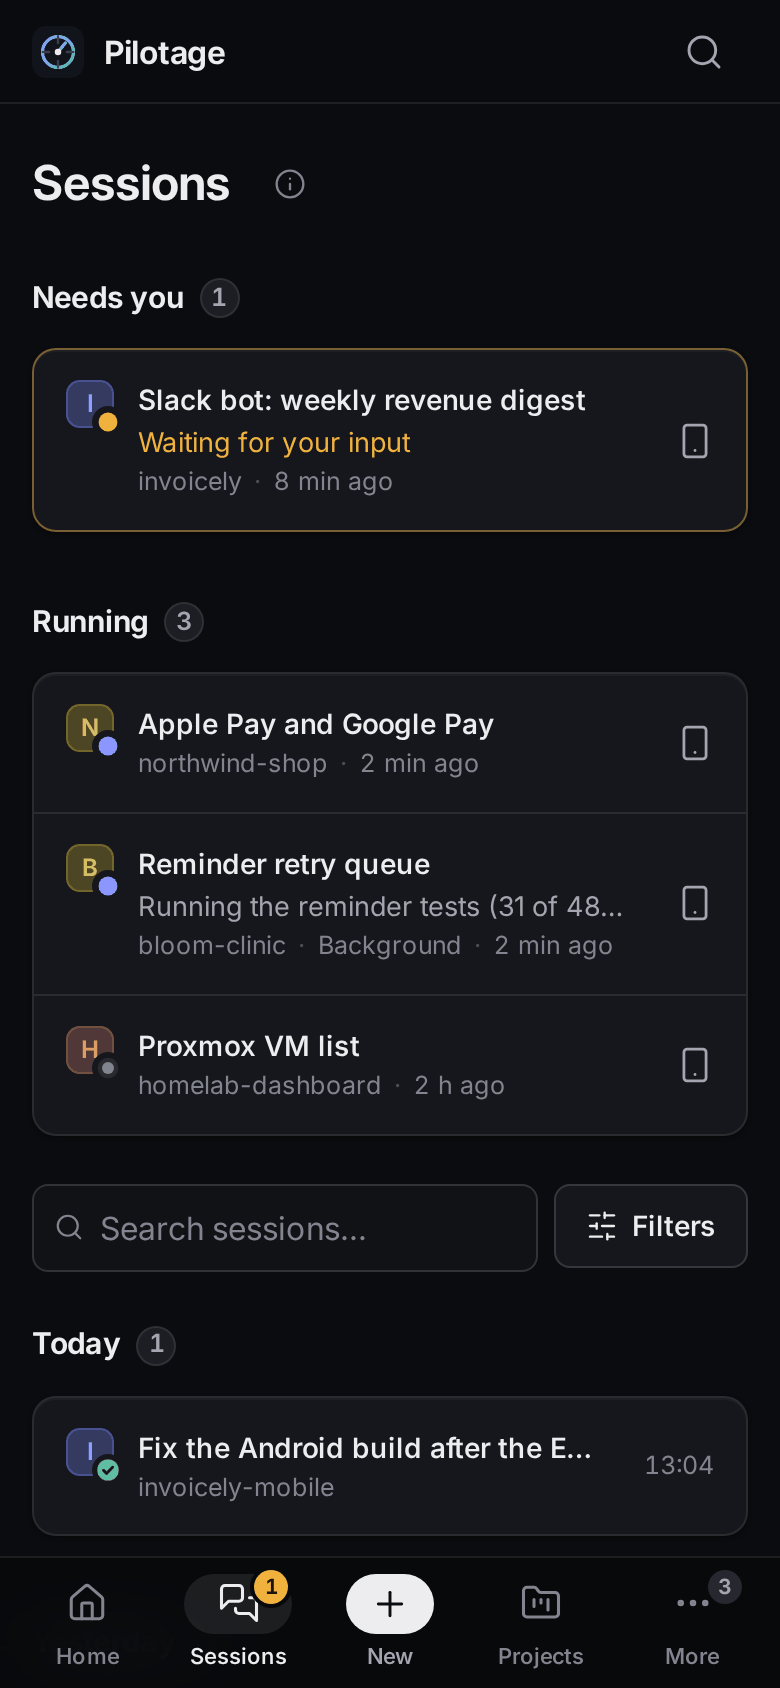 Pilotage
Sessions
Needs you 1
I
Slack bot: weekly revenue digest
Waiting for your input
invoicely · 8 min ago
Running 3
N
Apple Pay and Google Pay
northwind-shop · 2 min ago
B
Reminder retry queue
Running the reminder tests (31 of 48...
bloom-clinic · Background · 2 min ago
H
Proxmox VM list
homelab-dashboard · 2 h ago
Search sessions...
Filters
Today 1
I
Fix the Android build after the E...
13:04
invoicely-mobile
1
3
Home
Sessions
New
Projects
More